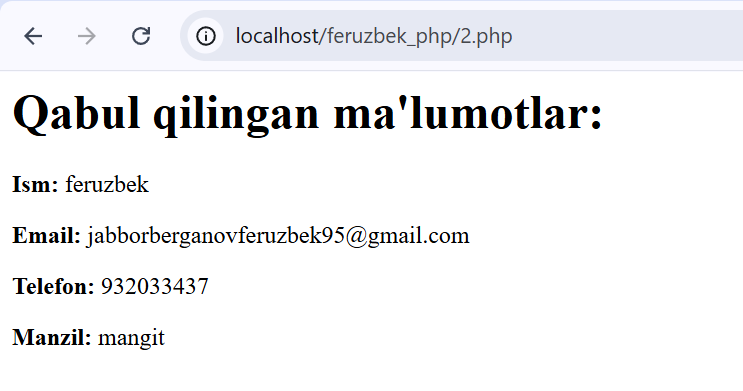 localhost/feruzbek_php/2.php
Qabul qilingan ma'lumotlar:
Ism: feruzbek
Email: jabborberganovferuzbek95@gmail.com
Telefon: 932033437
Manzil: mangit